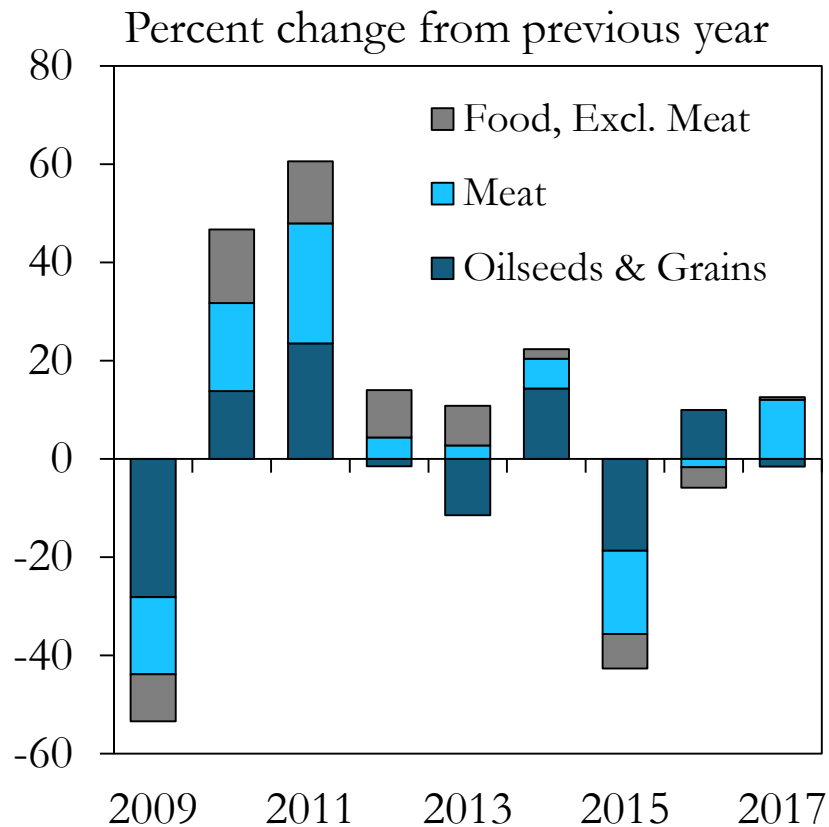 Percent change from previous year
80
60
40
20
0
-20
-40
-60
Food, Excl. Meat
Meat
Oilseeds & Grains
2009 2011 2013 2015 2017